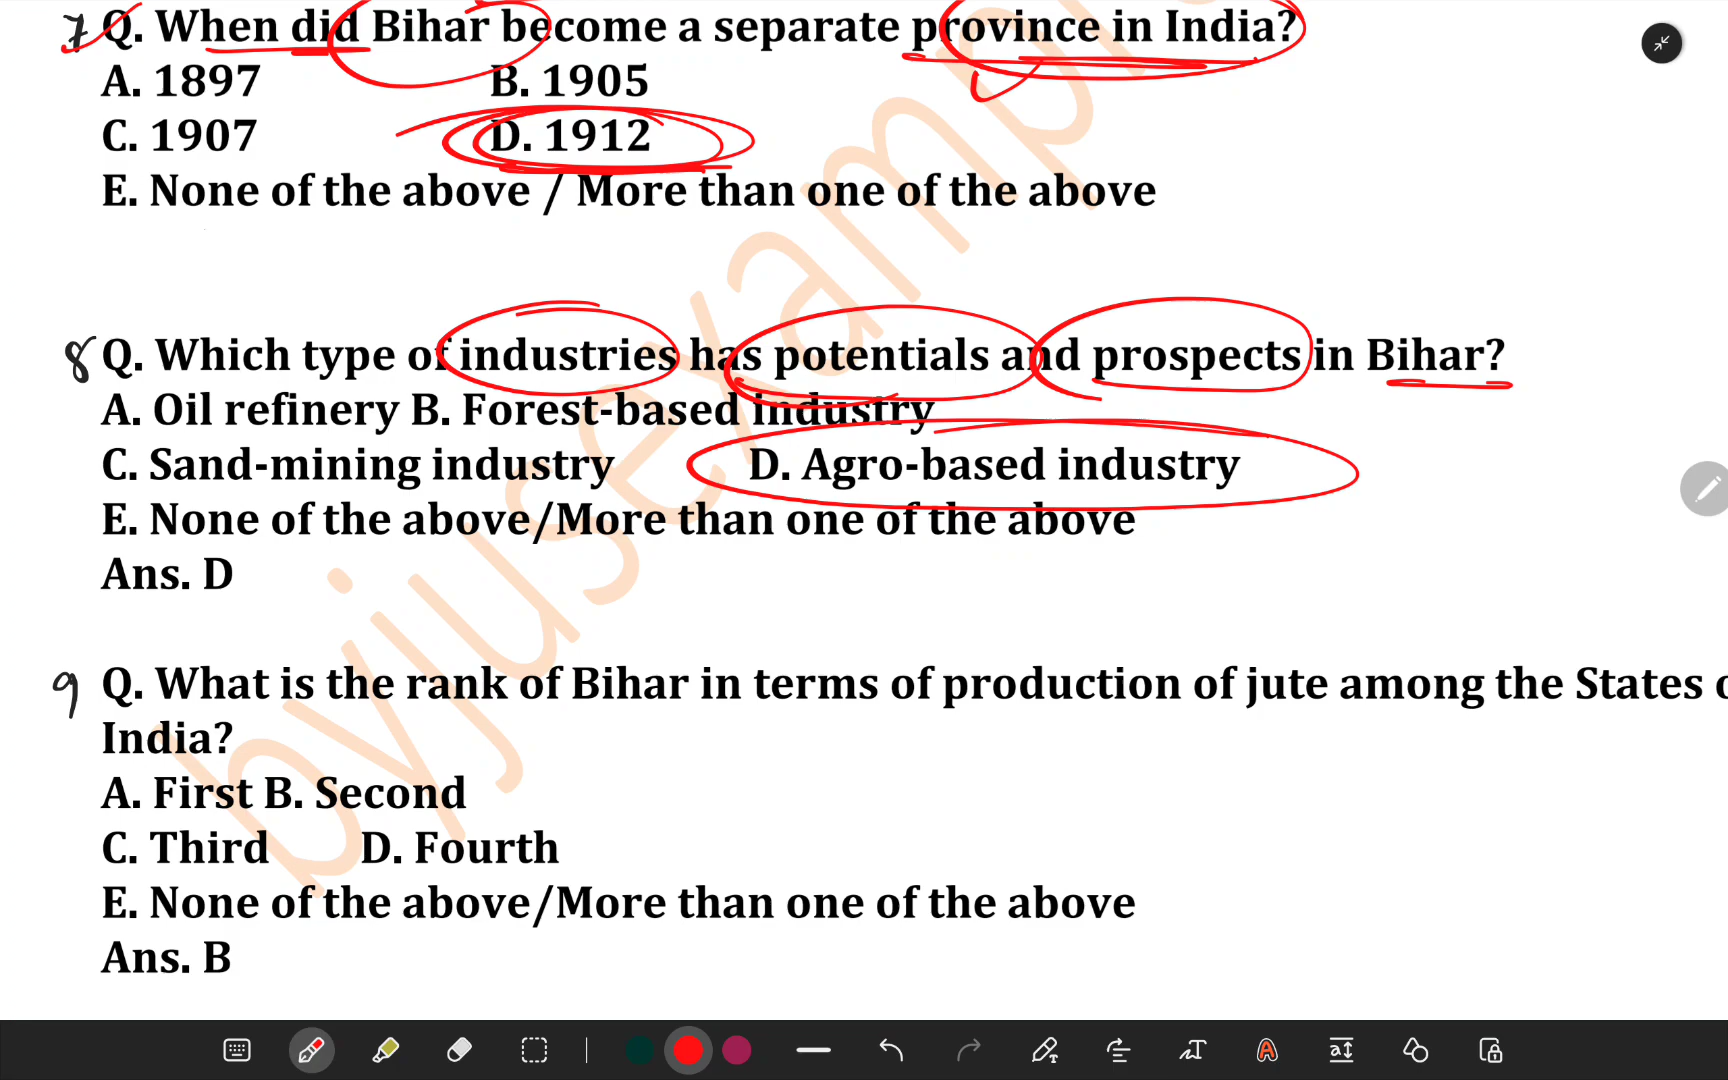 7 Q. When did Bihar become a separate province in India?
A. 1897 B. 1905
C. 1907 D. 1912
E. None of the above / More than one of the above
8 Q. Which type of industries has potentials and prospects in Bihar?
A. Oil refinery B. Forest-based industry
C. Sand-mining industry D. Agro-based industry
E. None of the above/More than one of the above
Ans. D
9 Q. What is the rank of Bihar in terms of production of jute among the States
India?
A. First B. Second
C. Third D. Fourth
E. None of the above/More than one of the above
Ans. B
byjusexamp